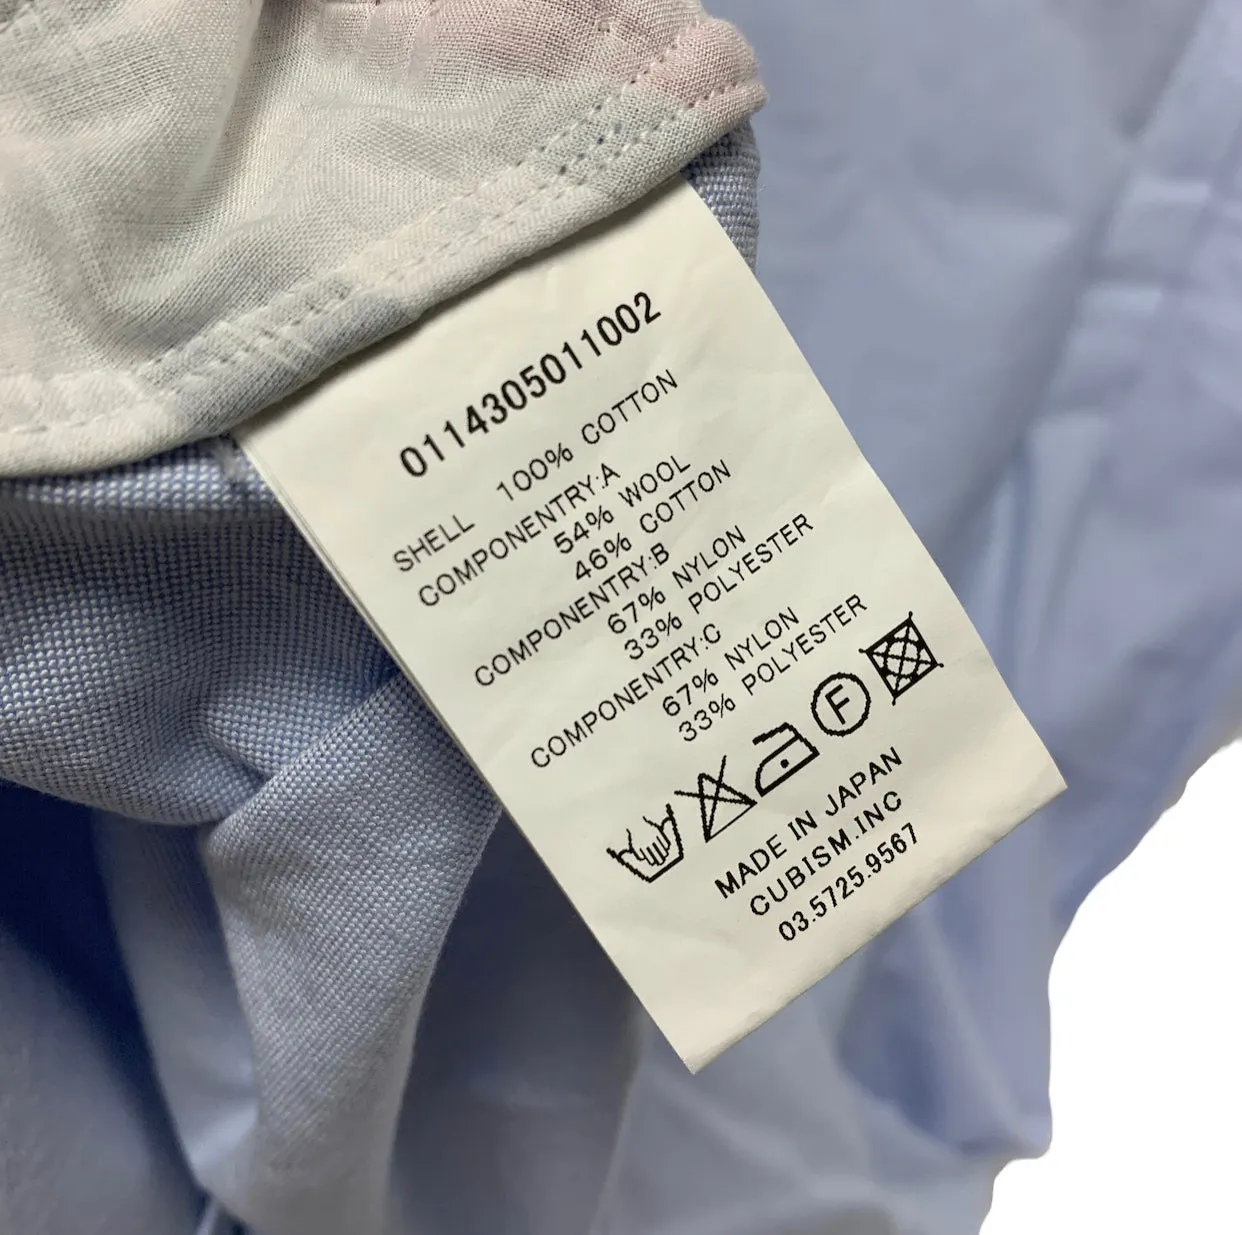 0114305011002
SHELL 100% COTTON
COMPONENTRY:A
54% WOOL
46% COTTON
COMPONENTRY:B
67% NYLON
33% POLYESTER
COMPONENTRY:C
67% NYLON
33% POLYESTER
F
MADE IN JAPAN
CUBISM.INC
03.5725.9567